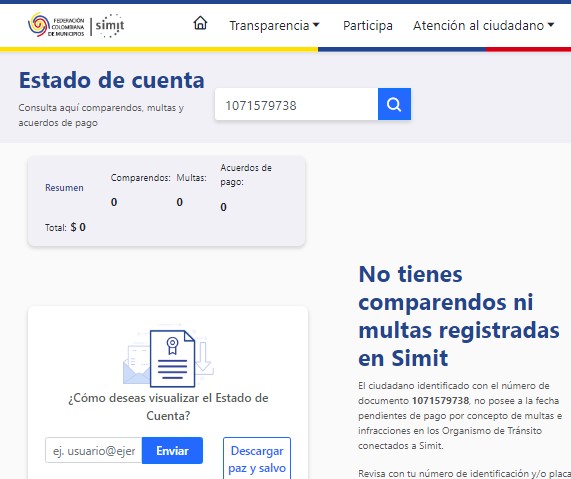 FEDERACIÓN
COLOMBIANA
DE MUNICIPIOS
simit
Transparencia
Participa
Atención al ciudadano
Estado de cuenta
Consulta aquí comparendos, multas y
acuerdos de pago
1071579738
Resumen
Comparendos:
0
Multas:
0
Acuerdos de
pago:
0
Total: $ 0
No tienes
comparendos ni
multas registradas
en Simit
El ciudadano identificado con el número de
documento 1071579738, no posee a la fecha
pendientes de pago por concepto de multas e
infracciones en los Organismo de Tránsito
conectados a Simit.
Revisa con tu número de identificación y/o placa
¿Cómo deseas visualizar el Estado de
Cuenta?
ej. usuario@ejer
Enviar
Descargar
paz y salvo